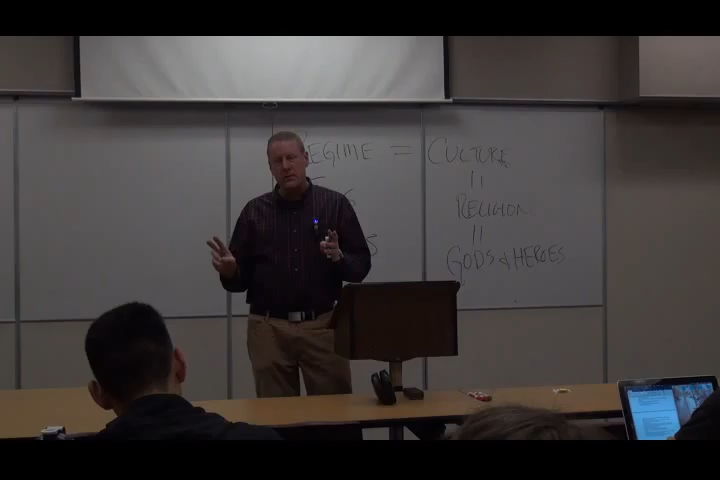 REGIME = CULTURE
=
RELIGION
=
GODS & HEROES